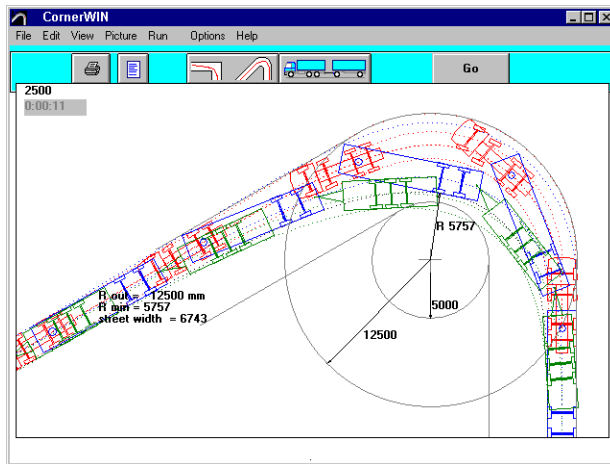 CornerWIN
File Edit View Picture Run Options Help
Go
2500
0:00:11
R 5757
R out = 12500 mm
R min = 5757
street width = 6743
5000
12500